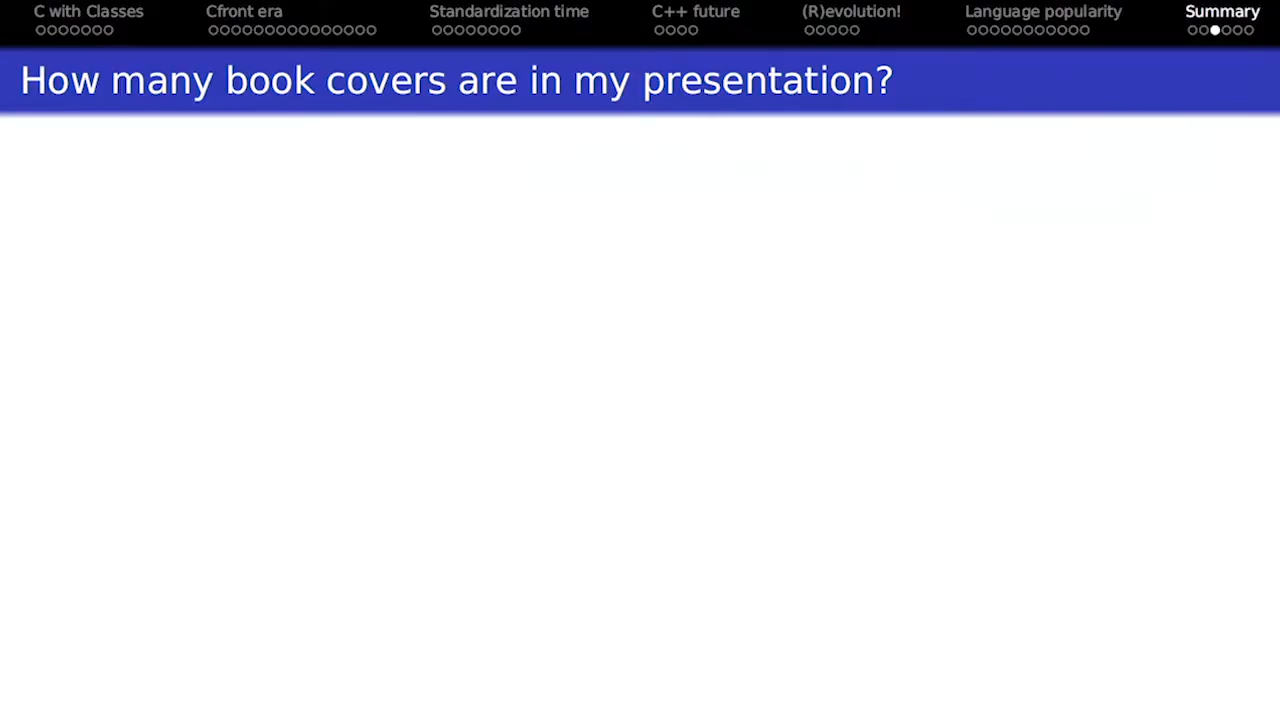 C with Classes Cfront era Standardization time C++ future (R)evolution! Language popularity Summary
How many book covers are in my presentation?